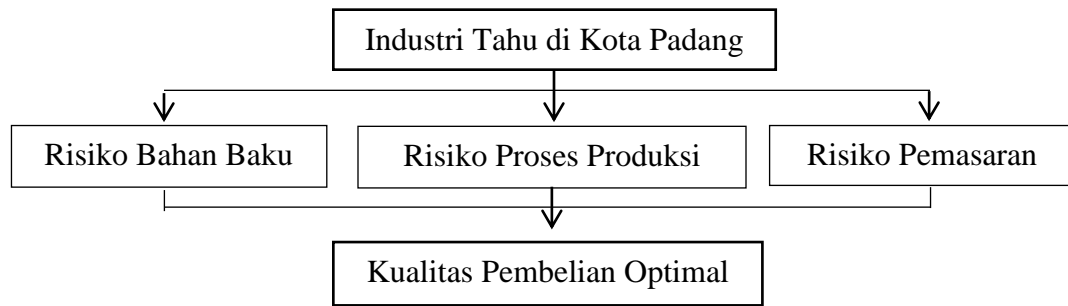 Industri Tahu di Kota Padang
Risiko Bahan Baku
Risiko Proses Produksi
Risiko Pemasaran
Kualitas Pembelian Optimal